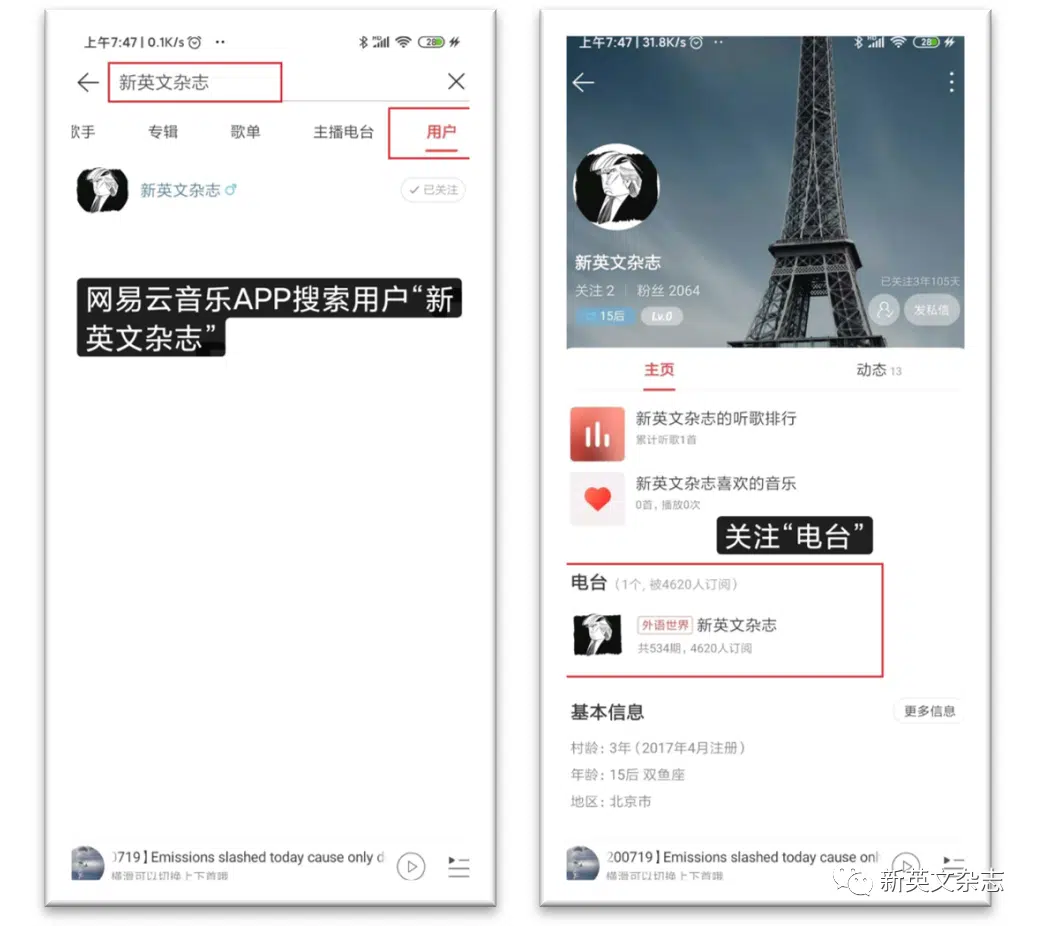 上午7:47 | 0.1K/s
28
新英文杂志
歌手 专辑 歌单 主播电台 用户
新英文杂志♂
✓ 已关注
网易云音乐APP搜索用户“新
英文杂志”
0719】Emissions slashed today cause only d
横滑可以切换上下首哦
上午7:47 | 31.8K/s
28
新英文杂志
已关注3年105天
关注 2 | 粉丝 2064
15后 Lv.0
发私信
主页 动态 13
新英文杂志的听歌排行
累计听歌1首
新英文杂志喜欢的音乐
0首, 播放0次
关注“电台”
电台（1个, 被4620人订阅）
外语世界 新英文杂志
共534期, 4620人订阅
基本信息 更多信息
村龄: 3年（2017年4月注册）
年龄: 15后 双鱼座
地区: 北京市
200719】Emissions slashed today cause onl
横滑可以切换上下首哦
新英文杂志